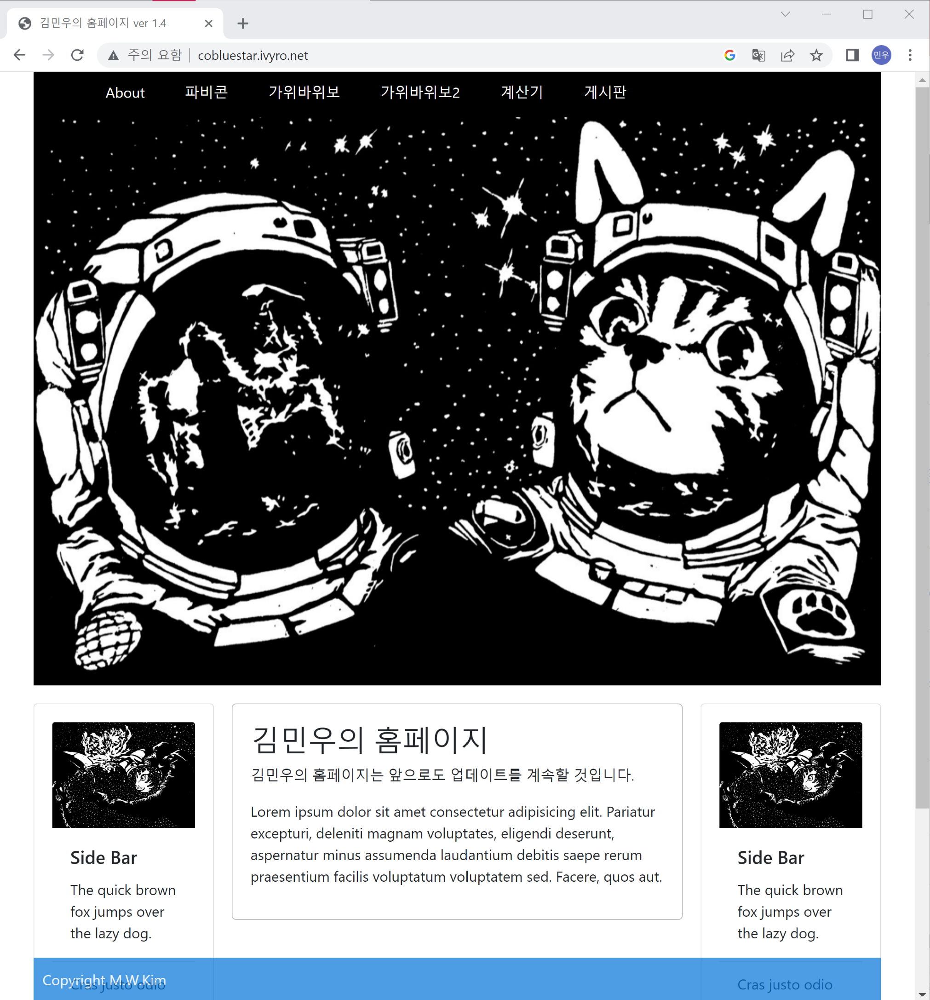 김민우의 홈페이지 ver 1.4
주의 요함
cobluestar.ivyro.net
민우
About 파비콘 가위바위보 가위바위보2 계산기 게시판
김민우의 홈페이지
김민우의 홈페이지는 앞으로도 업데이트를 계속할 것입니다.
Lorem ipsum dolor sit amet consectetur adipisicing elit. Pariatur
excepturi, deleniti magnam voluptates, eligendi deserunt,
aspernatur minus assumenda laudantium debitis saepe rerum
praesentium facilis voluptatum voluptatem sed. Facere, quos aut.
Side Bar
The quick brown
fox jumps over
the lazy dog.
Cras justo odio
Side Bar
The quick brown
fox jumps over
the lazy dog.
Cras justo odio
Copyright M.W.Kim